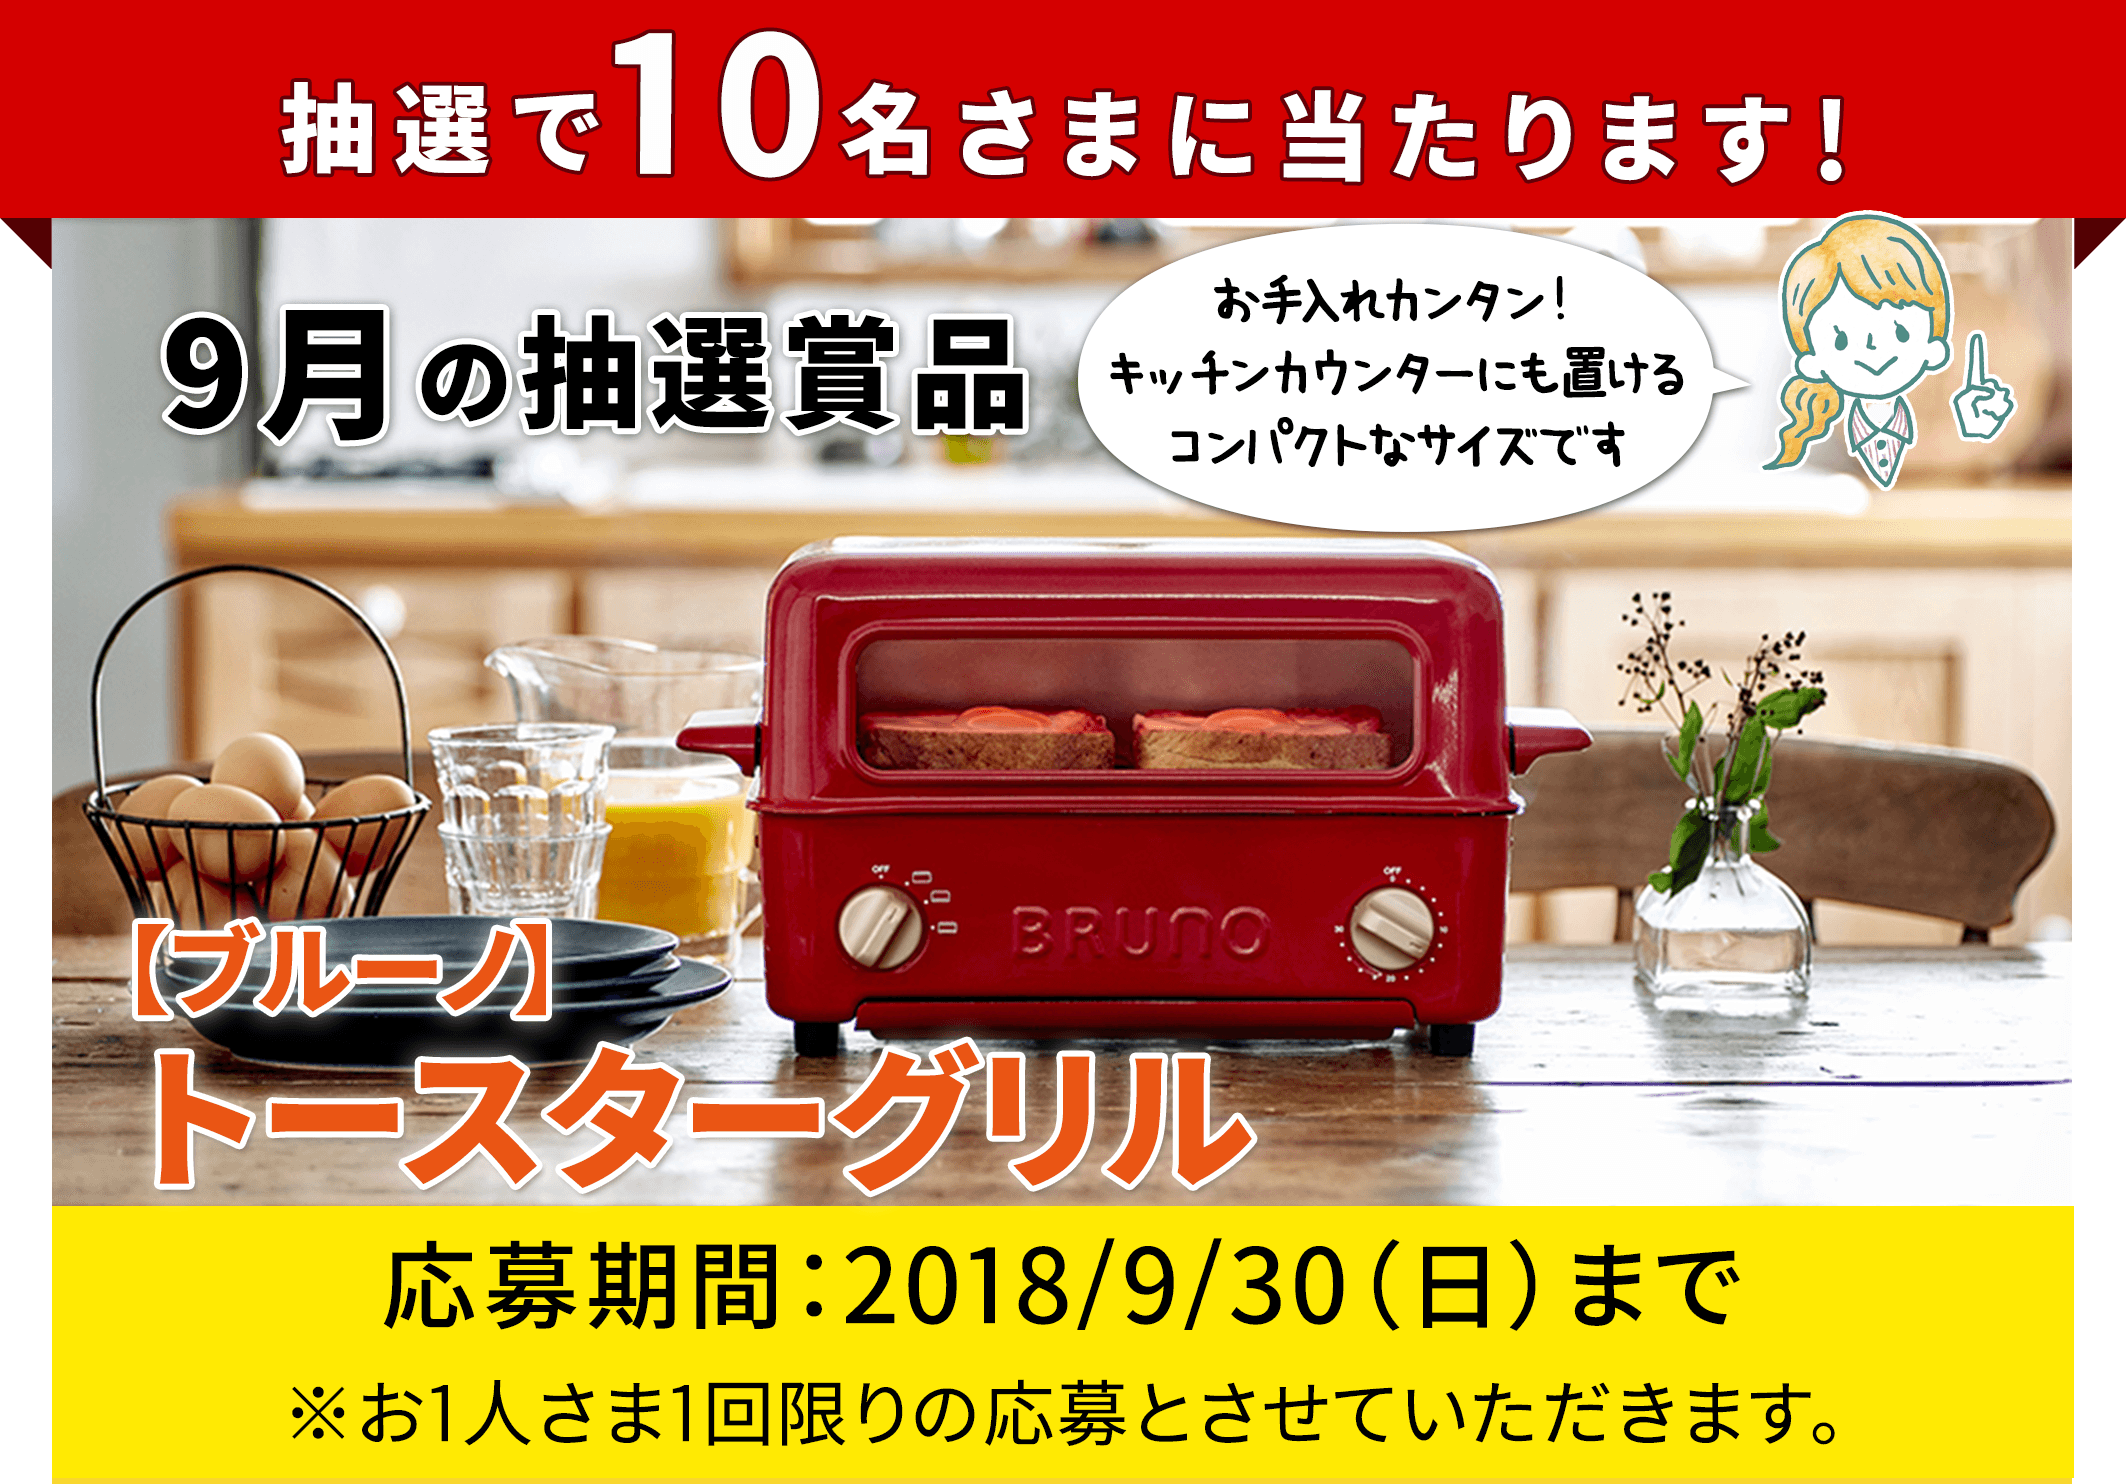 抽選で10名さまに当たります!
9月の抽選賞品
お手入れカンタン!
キッチンカウンターにも置ける
コンパクトなサイズです
OFF
OFF
BRUNO
10
20
30
【ブルーノ】
トースターグリル
応募期間:2018/9/30(日)まで
※お1人さま1回限りの応募とさせていただきます。